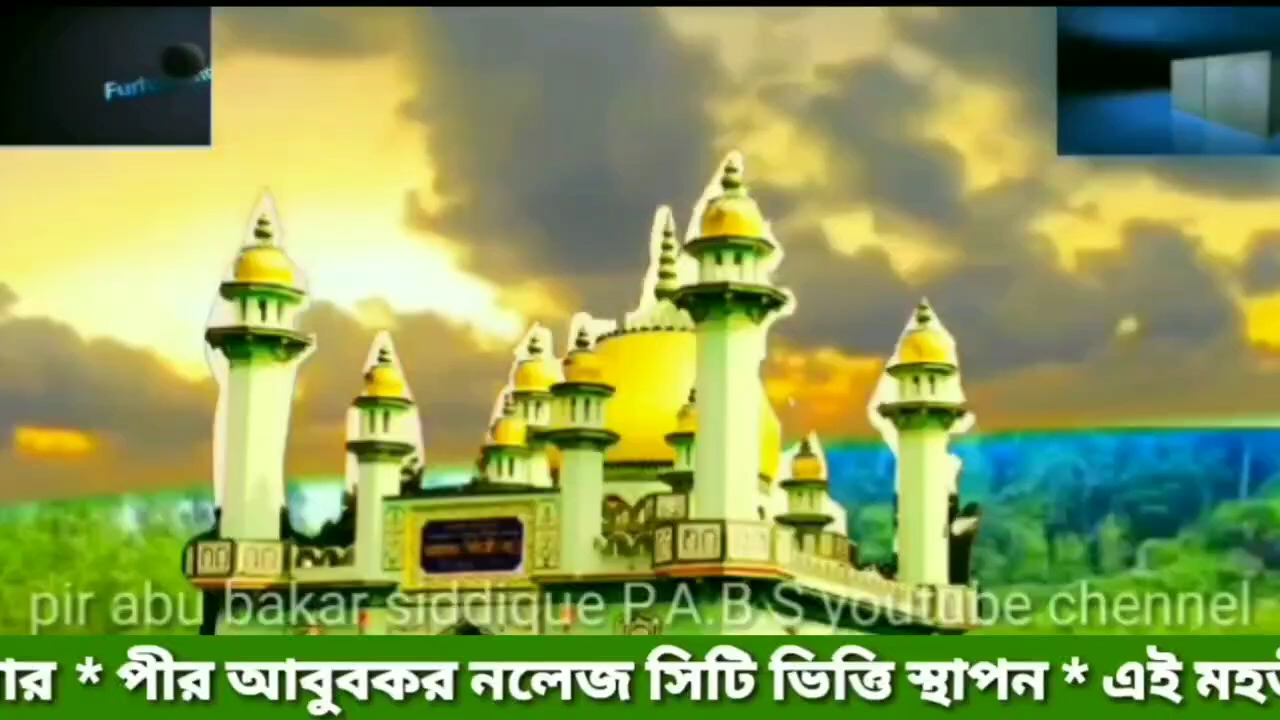 pir abu bakar siddique P.A.B.S youtube chennel
ার * পীর আবুবকর নলেজ সিটি ভিত্তি স্থাপন * এই